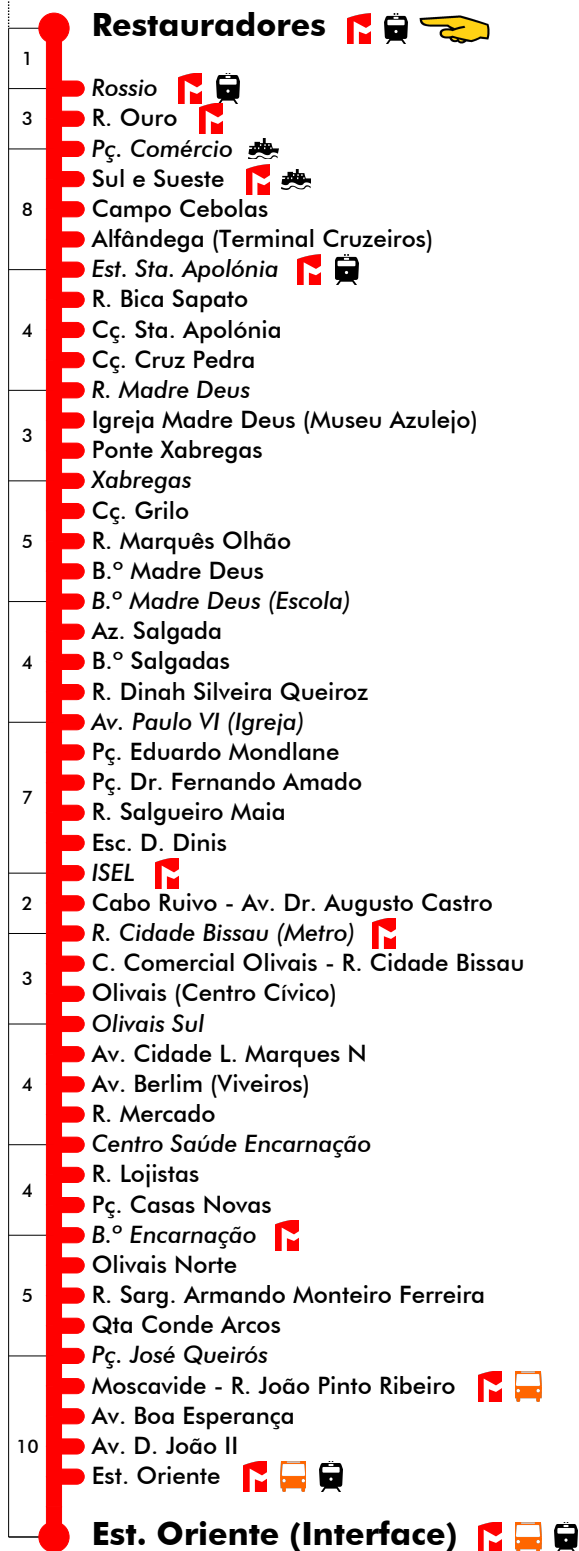 Restauradores
1
Rossio
3 R. Ouro
Pç. Comércio
Sul e Sueste
8 Campo Cebolas
Alfândega (Terminal Cruzeiros)
Est. Sta. Apolónia
R. Bica Sapato
4 Cç. Sta. Apolónia
Cç. Cruz Pedra
R. Madre Deus
Igreja Madre Deus (Museu Azulejo)
3
Ponte Xabregas
Xabregas
Cç. Grilo
5 R. Marquês Olhão
B.º Madre Deus
B.º Madre Deus (Escola)
Az. Salgada
4 B.º Salgadas
R. Dinah Silveira Queiroz
Av. Paulo VI (Igreja)
Pç. Eduardo Mondlane
Pç. Dr. Fernando Amado
7
R. Salgueiro Maia
Esc. D. Dinis
ISEL
2 Cabo Ruivo - Av. Dr. Augusto Castro
R. Cidade Bissau (Metro)
C. Comercial Olivais - R. Cidade Bissau
3
Olivais (Centro Cívico)
Olivais Sul
Av. Cidade L. Marques N
4 Av. Berlim (Viveiros)
R. Mercado
Centro Saúde Encarnação
R. Lojistas
4
Pç. Casas Novas
B.º Encarnação
Olivais Norte
5 R. Sarg. Armando Monteiro Ferreira
Qta Conde Arcos
Pç. José Queirós
Moscavide - R. João Pinto Ribeiro
Av. Boa Esperança
10 Av. D. João II
Est. Oriente
Est. Oriente (Interface)